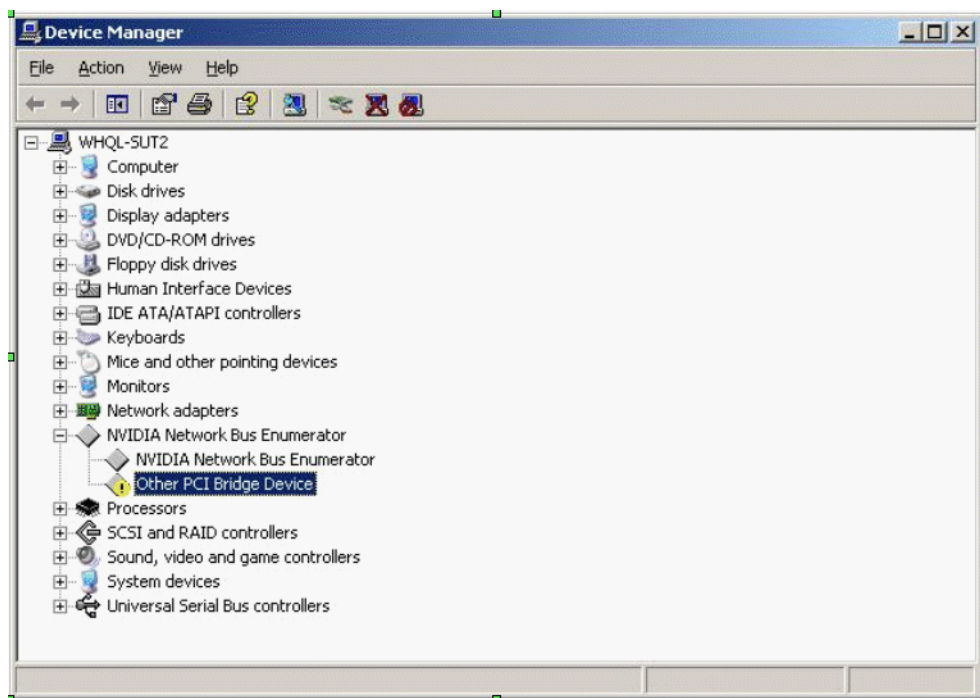 Device Manager
File Action View Help
WHQL-SUT2
Computer
Disk drives
Display adapters
DVD/CD-ROM drives
Floppy disk drives
Human Interface Devices
IDE ATA/ATAPI controllers
Keyboards
Mice and other pointing devices
Monitors
Network adapters
NVIDIA Network Bus Enumerator
NVIDIA Network Bus Enumerator
Other PCI Bridge Device
Processors
SCSI and RAID controllers
Sound, video and game controllers
System devices
Universal Serial Bus controllers